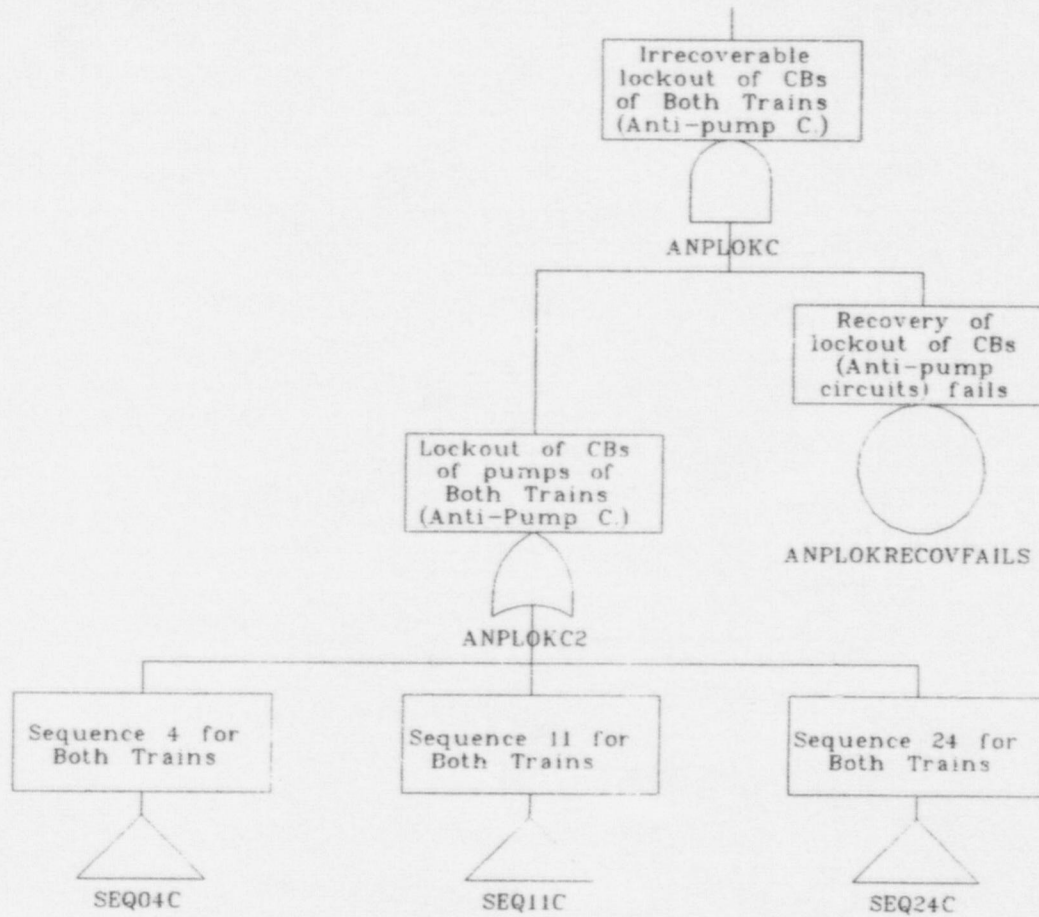 Irrecoverable
lockout of CBs
of Both Trains
(Anti-pump C.)
ANPLOKC
Recovery of
lockout of CBs
(Anti-pump
circuits) fails
ANPLOKRECOVFAILS
Lockout of CBs
of pumps of
Both Trains
(Anti-Pump C.)
ANPLOKC2
Sequence 4 for
Both Trains
SEQ04C
Sequence 11 for
Both Trains
SEQ11C
Sequence 24 for
Both Trains
SEQ24C